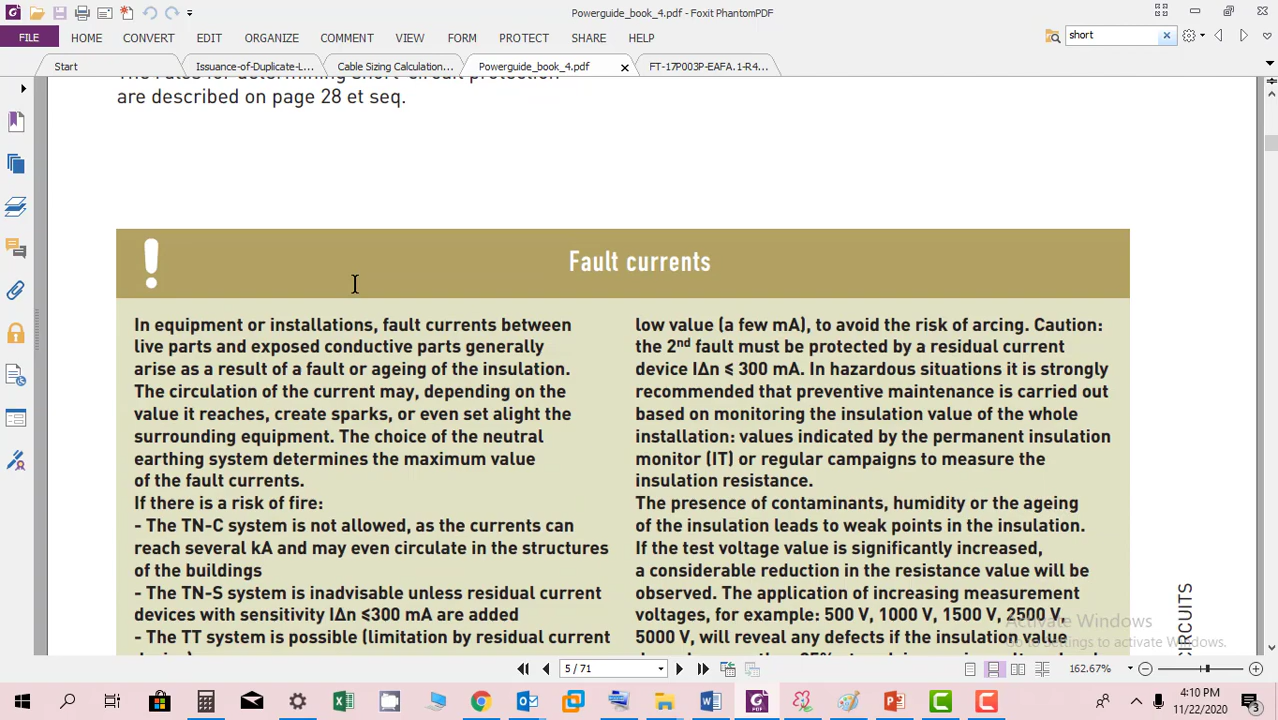 Powerguide_book_4.pdf - Foxit PhantomPDF
FILE HOME CONVERT EDIT ORGANIZE COMMENT VIEW FORM PROTECT SHARE HELP short
Start Issuance-of-Duplicate-L... Cable Sizing Calculation... Powerguide_book_4.pdf FT-17P003P-EAFA.1-R4...
are described on page 28 et seq.
Fault currents
In equipment or installations, fault currents between
live parts and exposed conductive parts generally
arise as a result of a fault or ageing of the insulation.
The circulation of the current may, depending on the
value it reaches, create sparks, or even set alight the
surrounding equipment. The choice of the neutral
earthing system determines the maximum value
of the fault currents.
If there is a risk of fire:
- The TN-C system is not allowed, as the currents can
reach several kA and may even circulate in the structures
of the buildings
- The TN-S system is inadvisable unless residual current
devices with sensitivity I∆n ⩽300 mA are added
- The TT system is possible (limitation by residual current
low value (a few mA), to avoid the risk of arcing. Caution:
the 2nd fault must be protected by a residual current
device I∆n ⩽ 300 mA. In hazardous situations it is strongly
recommended that preventive maintenance is carried out
based on monitoring the insulation value of the whole
installation: values indicated by the permanent insulation
monitor (IT) or regular campaigns to measure the
insulation resistance.
The presence of contaminants, humidity or the ageing
of the insulation leads to weak points in the insulation.
If the test voltage value is significantly increased,
a considerable reduction in the resistance value will be
observed. The application of increasing measurement
voltages, for example: 500 V, 1000 V, 1500 V, 2500 V,
5000 V, will reveal any defects if the insulation value
CIRCUITS
Activate Windows
Go to settings to activate Windows.
5 / 71
162.67%
4:10 PM
11/22/2020
3